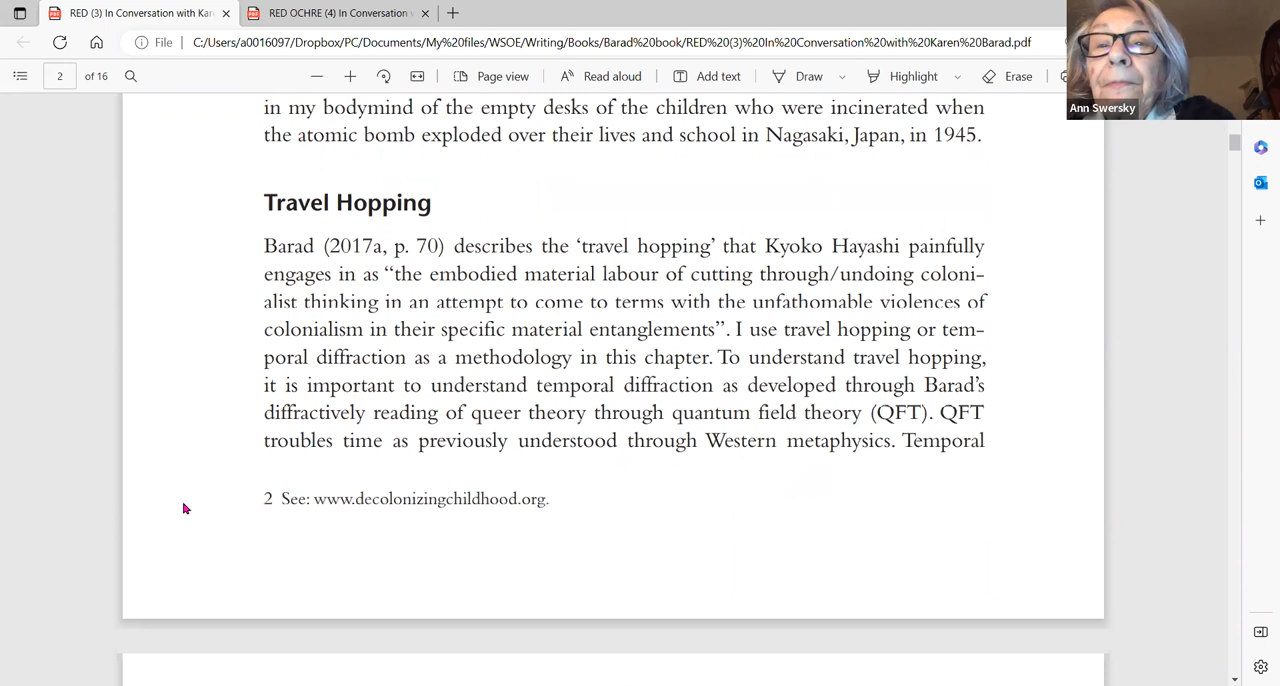 RED (3) In Conversation with Kar
RED OCHRE (4) In Conversation
File
C:/Users/a0016097/Dropbox/PC/Documents/My%20files/WSOE/Writing/Books/Barad%20book/RED%20(3)%20In%20Conversation%20with%20Karen%20Barad.pdf
2 of 16
Page view
Read aloud
Add text
Draw
Highlight
Erase
Ann Swersky
in my bodymind of the empty desks of the children who were incinerated when
the atomic bomb exploded over their lives and school in Nagasaki, Japan, in 1945.
Travel Hopping
Barad (2017a, p. 70) describes the ‘travel hopping’ that Kyoko Hayashi painfully
engages in as “the embodied material labour of cutting through/undoing coloni-
alist thinking in an attempt to come to terms with the unfathomable violences of
colonialism in their specific material entanglements”. I use travel hopping or tem-
poral diffraction as a methodology in this chapter. To understand travel hopping,
it is important to understand temporal diffraction as developed through Barad’s
diffractively reading of queer theory through quantum field theory (QFT). QFT
troubles time as previously understood through Western metaphysics. Temporal
2 See: www.decolonizingchildhood.org.